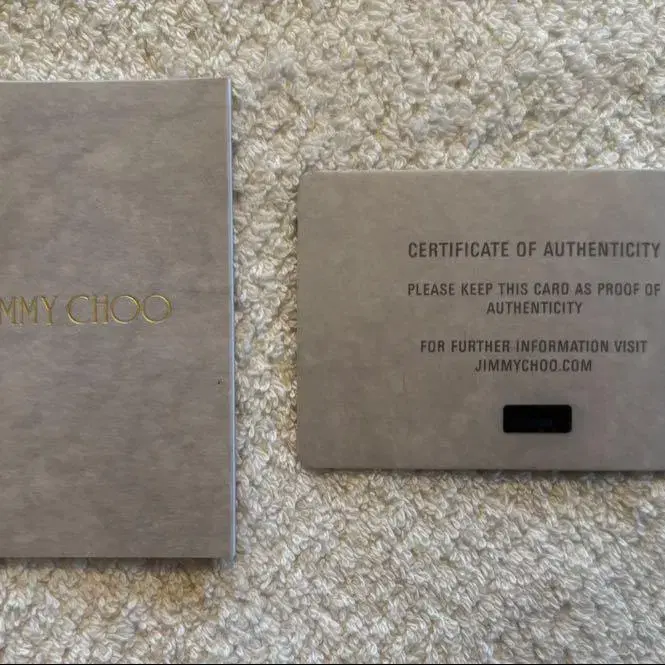 MMY CHOO
CERTIFICATE OF AUTHENTICITY
PLEASE KEEP THIS CARD AS PROOF OF
AUTHENTICITY
FOR FURTHER INFORMATION VISIT
JIMMYCHOO.COM